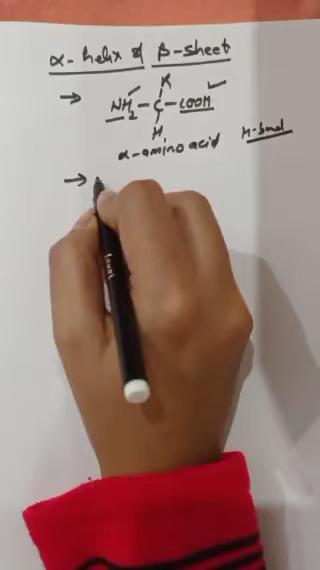 α-helix & β-sheet
→ R
NH₂-C-COOH
H
α-amino acid H-bond
→